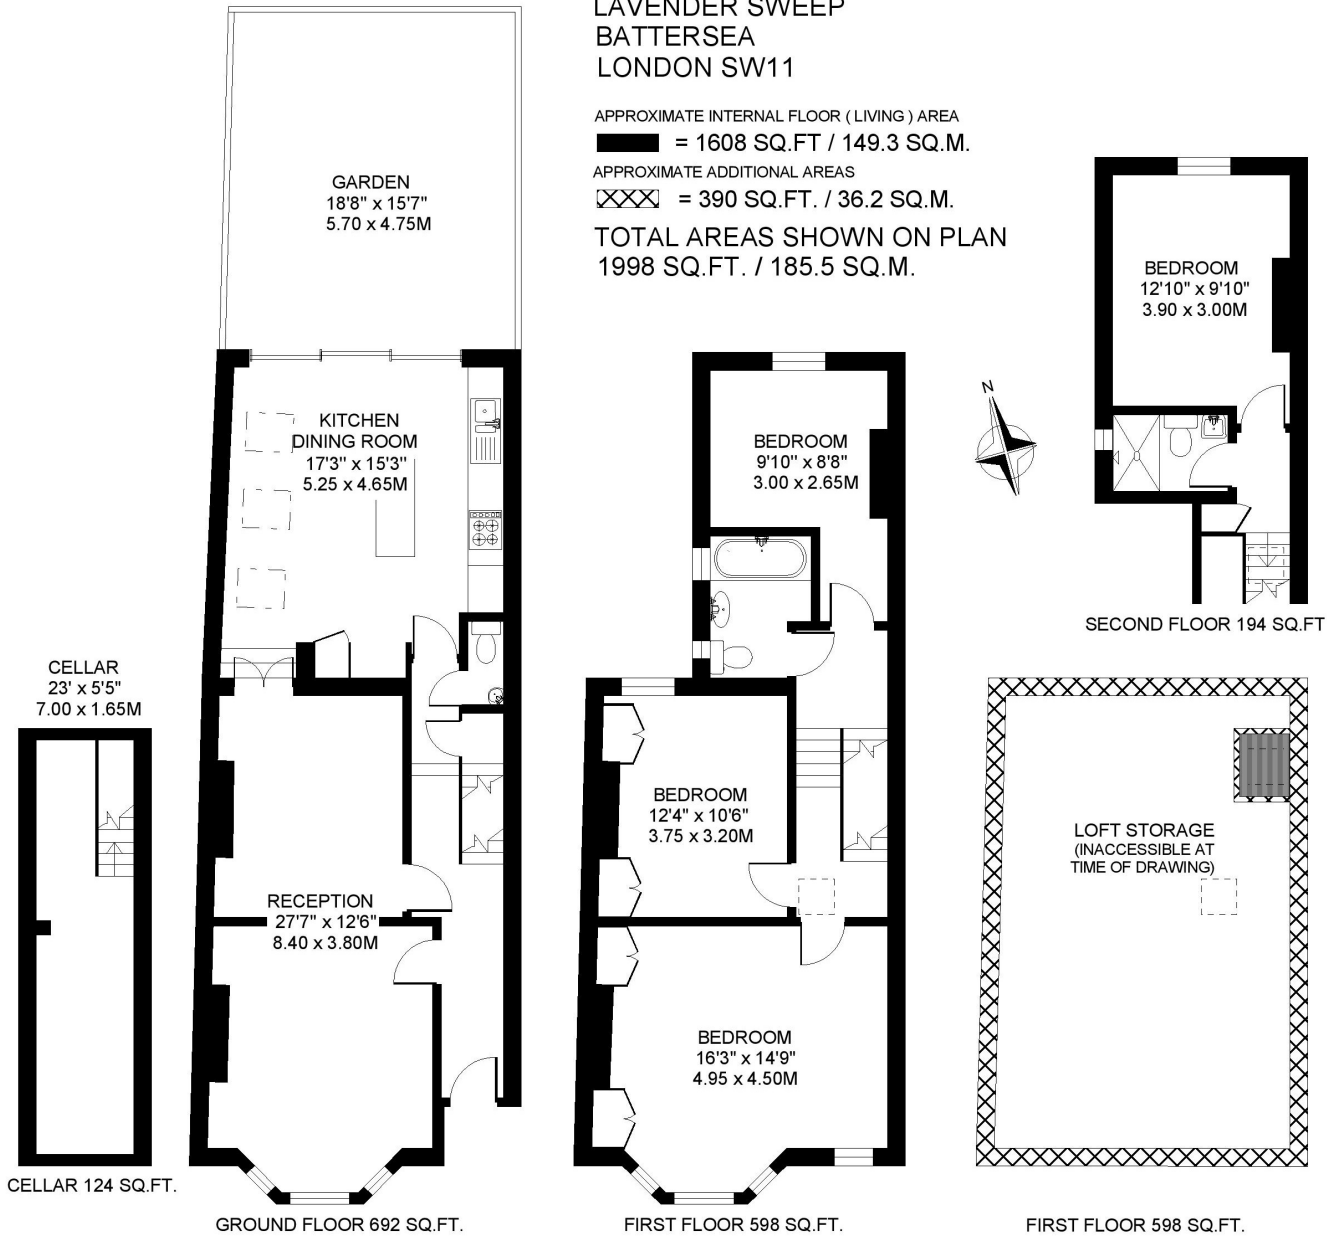 LAVENDER SWEEP
BATTERSEA
LONDON SW11
APPROXIMATE INTERNAL FLOOR ( LIVING ) AREA
= 1608 SQ.FT / 149.3 SQ.M.
APPROXIMATE ADDITIONAL AREAS
= 390 SQ.FT. / 36.2 SQ.M.
TOTAL AREAS SHOWN ON PLAN
1998 SQ.FT. / 185.5 SQ.M.
GARDEN
18'8" x 15'7"
5.70 x 4.75M
KITCHEN
DINING ROOM
17'3" x 15'3"
5.25 x 4.65M
RECEPTION
27'7" x 12'6"
8.40 x 3.80M
GROUND FLOOR 692 SQ.FT.
CELLAR
23' x 5'5"
7.00 x 1.65M
CELLAR 124 SQ.FT.
BEDROOM
9'10" x 8'8"
3.00 x 2.65M
BEDROOM
12'4" x 10'6"
3.75 x 3.20M
BEDROOM
16'3" x 14'9"
4.95 x 4.50M
FIRST FLOOR 598 SQ.FT.
N
BEDROOM
12'10" x 9'10"
3.90 x 3.00M
SECOND FLOOR 194 SQ.FT
LOFT STORAGE
(INACCESSIBLE AT
TIME OF DRAWING)
FIRST FLOOR 598 SQ.FT.